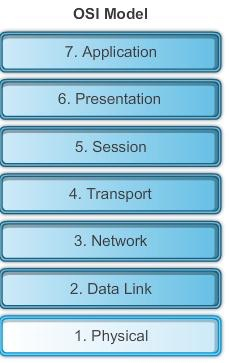 OSI Model
7. Application
6. Presentation
5. Session
4. Transport
3. Network
2. Data Link
1. Physical